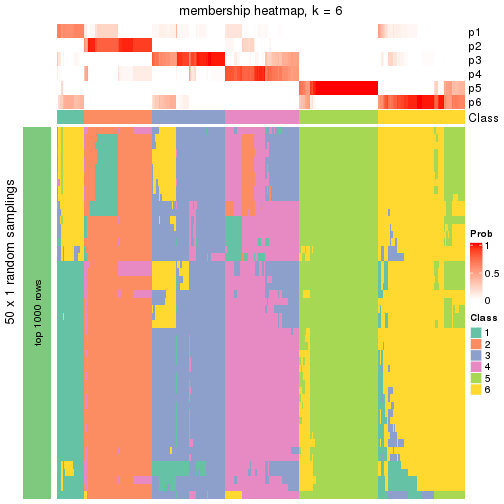 membership heatmap, k = 6
p1
p2
p3
p4
p5
p6
Class
50 x 1 random samplings
top 1000 rows
Prob
1
0.5
0
Class
1
2
3
4
5
6